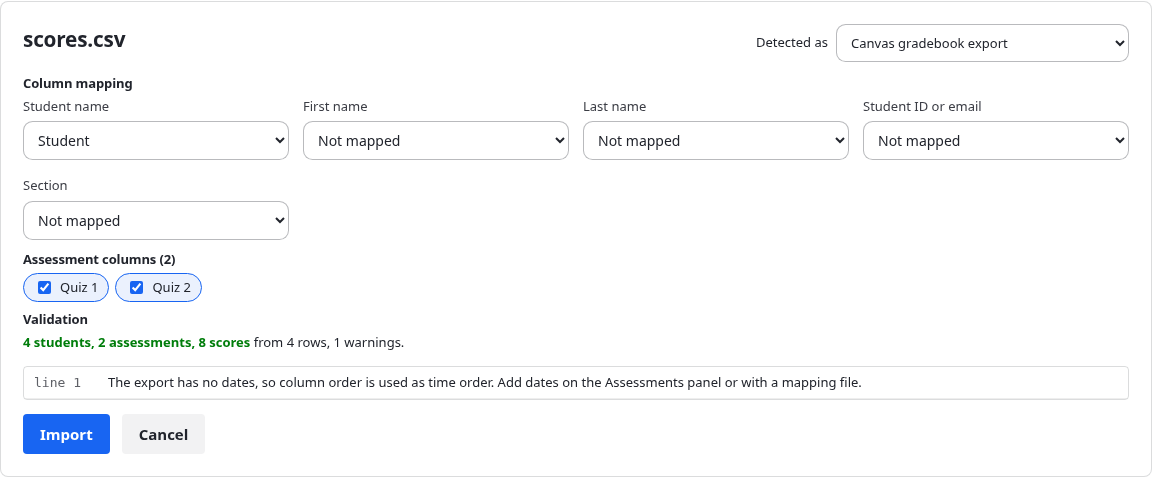 scores.csv
Detected as Canvas gradebook export
Column mapping
Student name First name Last name Student ID or email
Student Not mapped Not mapped Not mapped
Section
Not mapped
Assessment columns (2)
Quiz 1 Quiz 2
Validation
4 students, 2 assessments, 8 scores from 4 rows, 1 warnings.
line 1 The export has no dates, so column order is used as time order. Add dates on the Assessments panel or with a mapping file.
Import Cancel